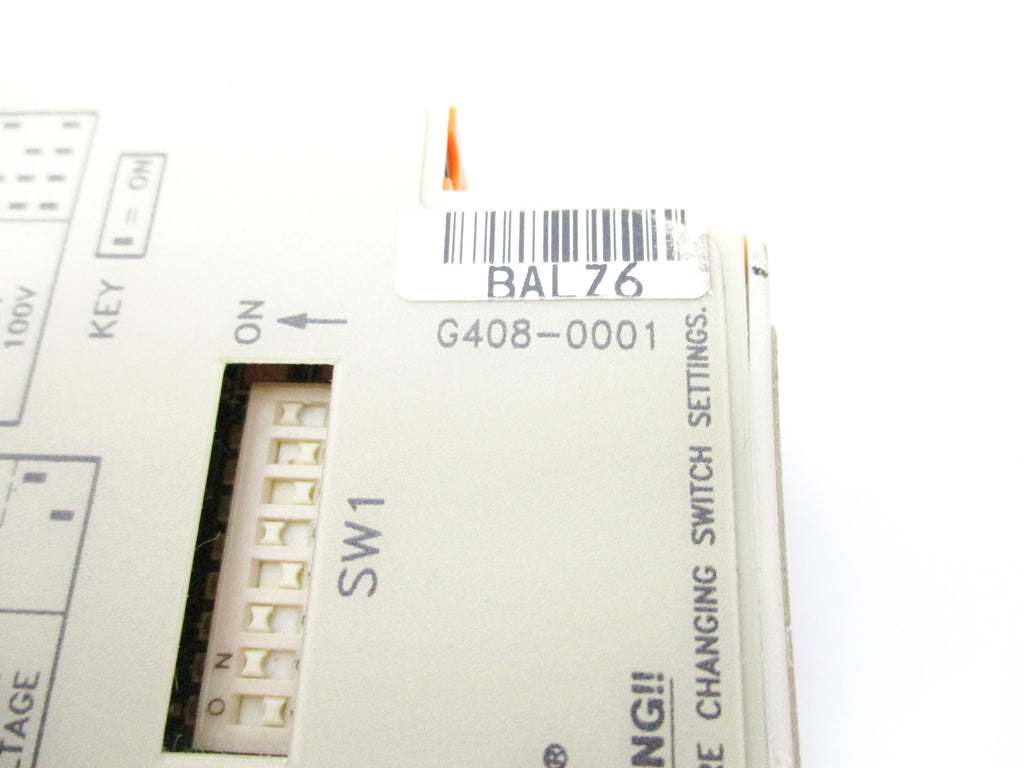 BAL76
G408-0001
ON
KEY
= ON
100V
SW1
O N
CHANGING SWITCH SETTINGS.
NG!!
TAGE
®